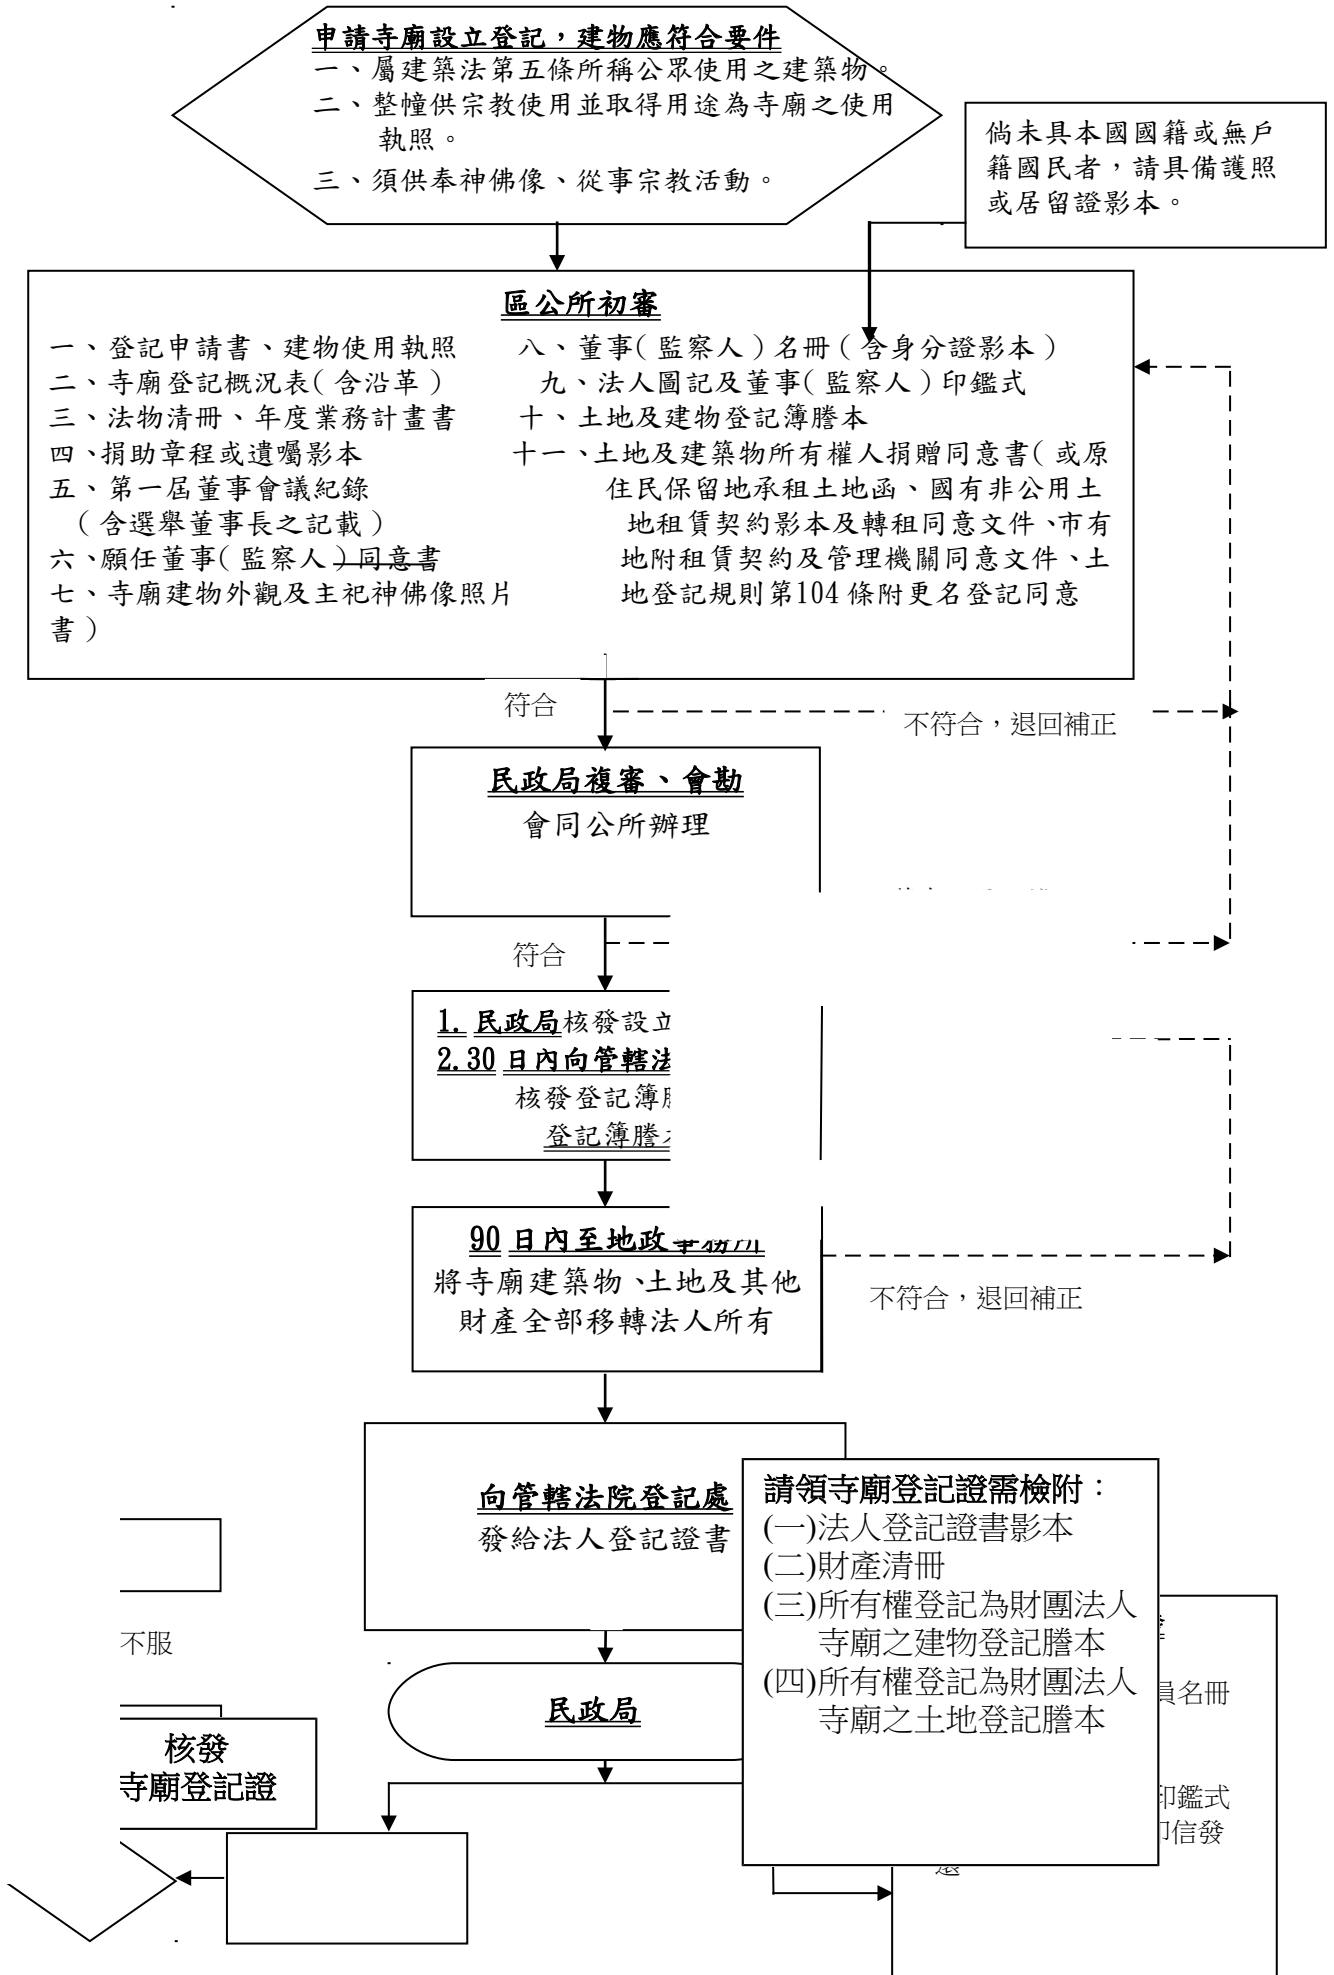 申請寺廟設立登記，建物應符合要件
一、屬建築法第五條所稱公眾使用之建築物。
二、整幢供宗教使用並取得用途為寺廟之使用
執照。
三、須供奉神佛像、從事宗教活動。
倘未具本國國籍或無戶
籍國民者，請具備護照
或居留證影本。
區公所初審
一、登記申請書、建物使用執照
二、寺廟登記概況表(含沿革)
三、法物清冊、年度業務計畫書
四、捐助章程或遺囑影本
五、第一屆董事會議紀錄
(含選舉董事長之記載)
六、願任董事(監察人)同意書
七、寺廟建物外觀及主祀神佛像照片
書)
八、董事(監察人)名冊(含身分證影本)
九、法人圖記及董事(監察人)印鑑式
十、土地及建物登記簿謄本
十一、土地及建築物所有權人捐贈同意書(或原
住民保留地承租土地函、國有非公用土
地租賃契約影本及轉租同意文件、市有
地附租賃契約及管理機關同意文件、土
地登記規則第104條附更名登記同意
符合
不符合，退回補正
民政局複審、會勘
會同公所辦理
符合
1. 民政局核發設立
2.30 日內向管轄法
核發登記簿
登記簿謄
90 日內至地政事務所
將寺廟建築物、土地及其他
財產全部移轉法人所有
不符合，退回補正
向管轄法院登記處
發給法人登記證書
請領寺廟登記證需檢附：
(一)法人登記證書影本
(二)財產清冊
(三)所有權登記為財團法人
寺廟之建物登記謄本
(四)所有權登記為財團法人
寺廟之土地登記謄本
不服
民政局
員名冊
核發
寺廟登記證
印鑑式
信發